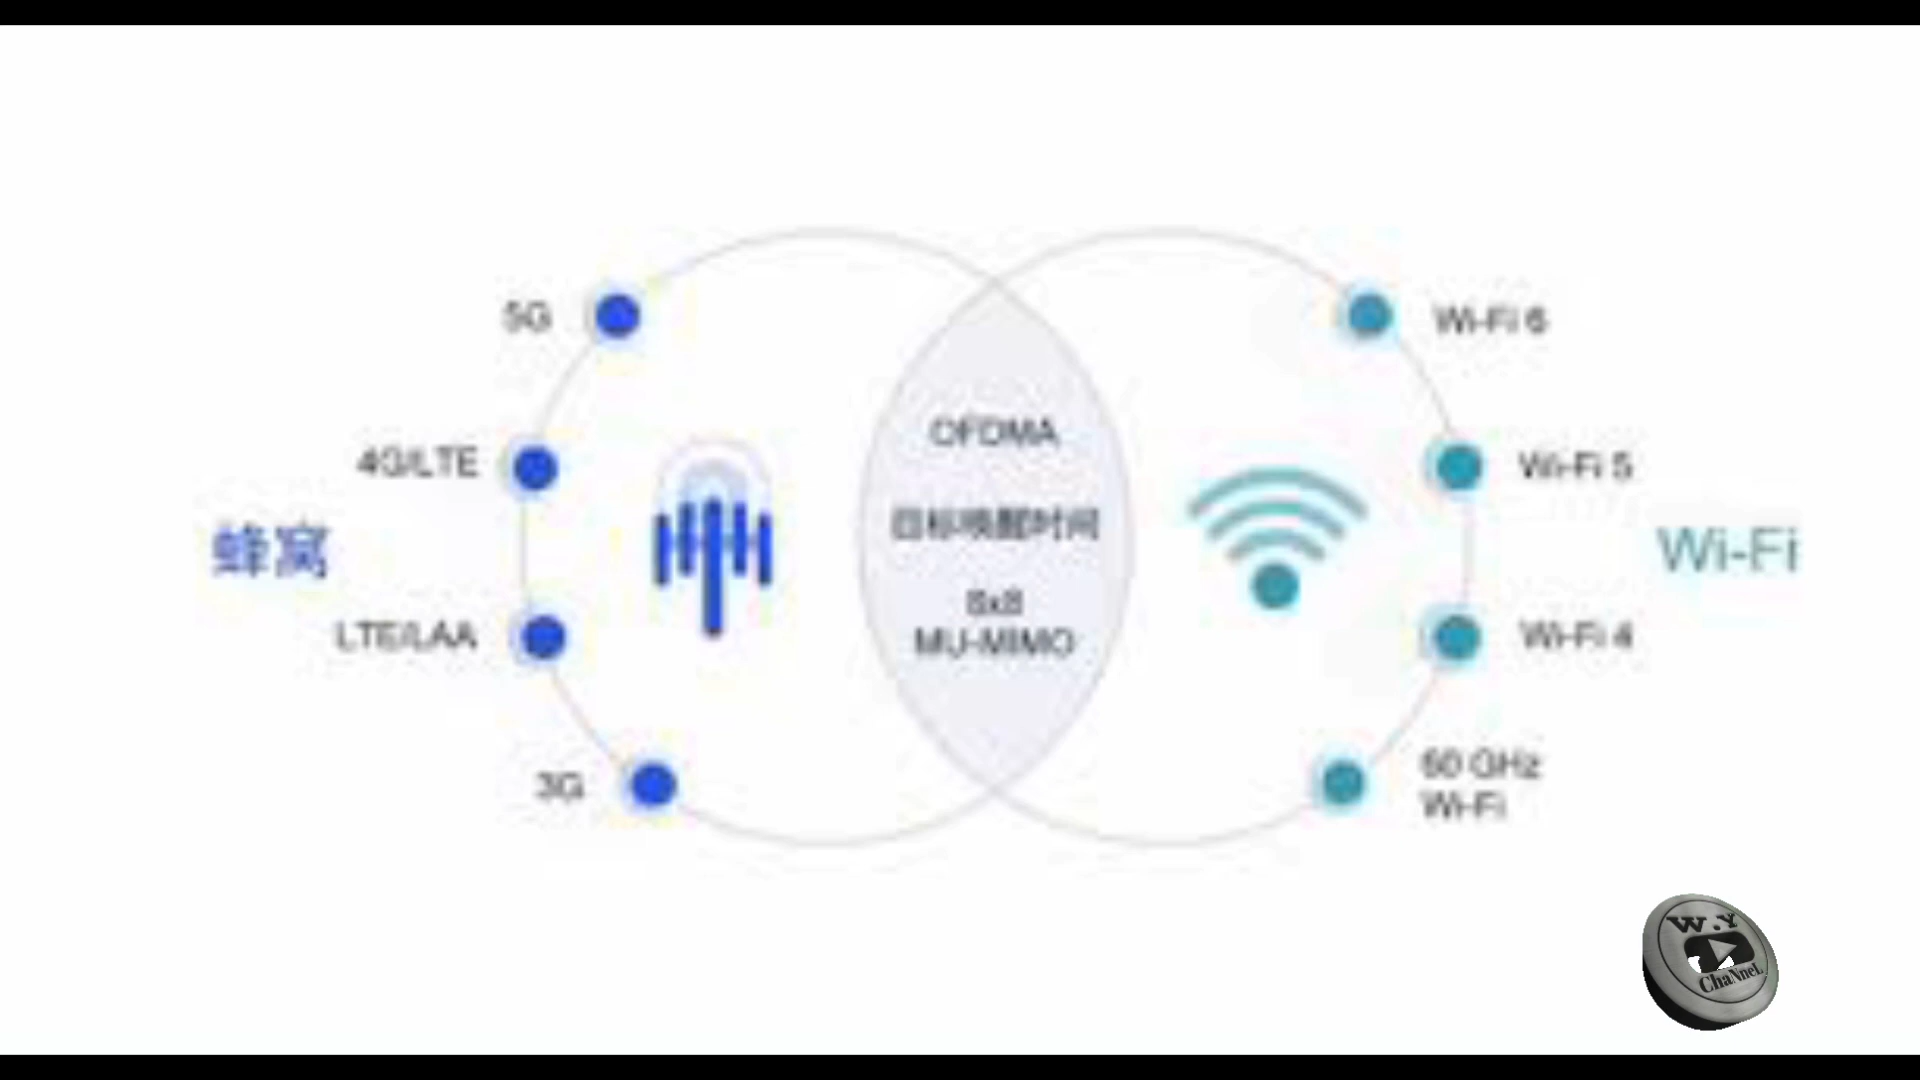 5G
Wi-Fi 6
OFDMA
4G/LTE
Wi-Fi 5
目标唤醒时间
蜂窝
Wi-Fi
8x8
MU-MIMO
LTE/LAA
Wi-Fi 4
3G
60 GHz
Wi-Fi
W.Y
ChaNneL